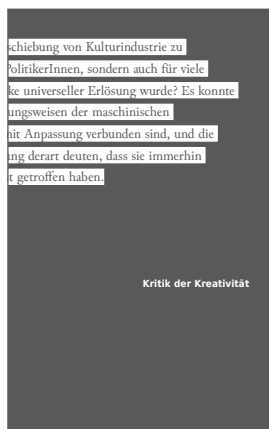 schiebung von Kulturindustrie zu
PolitikerInnen, sondern auch für viele
ke universeller Erlösung wurde? Es konnte
ungsweisen der maschinischen
mit Anpassung verbunden sind, und die
ung derart deuten, dass sie immerhin
t getroffen haben.
Kritik der Kreativität